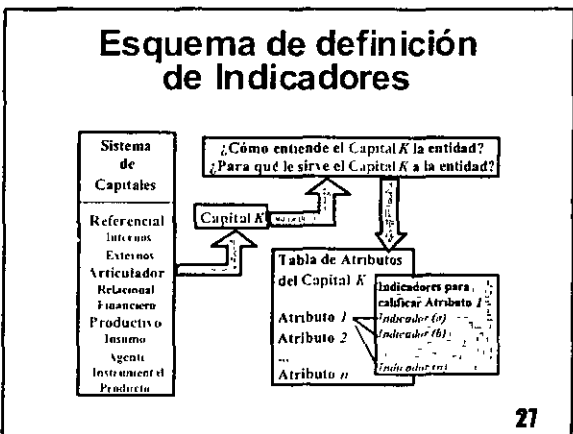 Esquema de definición
de Indicadores
Sistema
de
Capitales
Referencial
Internos
Externos
Articulador
Relacional
Financiero
Productivo
Insumo
Agente
Instrumental
Producto
Capital K
¿Cómo entiende el Capital K la entidad?
¿Para qué le sirve el Capital K a la entidad?
Tabla de Atributos
del Capital K
Atributo 1
Atributo 2
...
Atributo n
Indicadores para
calificar Atributo 1
Indicador (a)
Indicador (b)
Indicador (m)
27